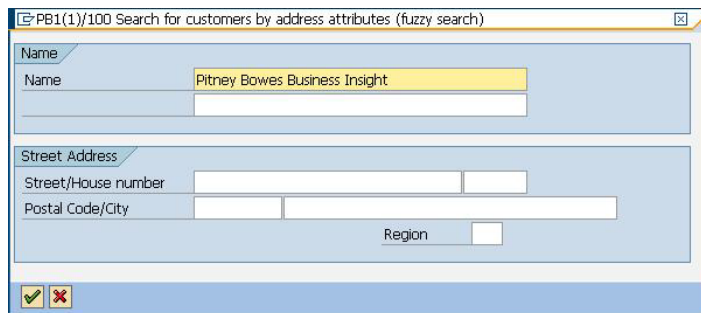 PB1(1)/100 Search for customers by address attributes (fuzzy search)
Name
Name Pitney Bowes Business Insight
Street Address
Street/House number
Postal Code/City
Region